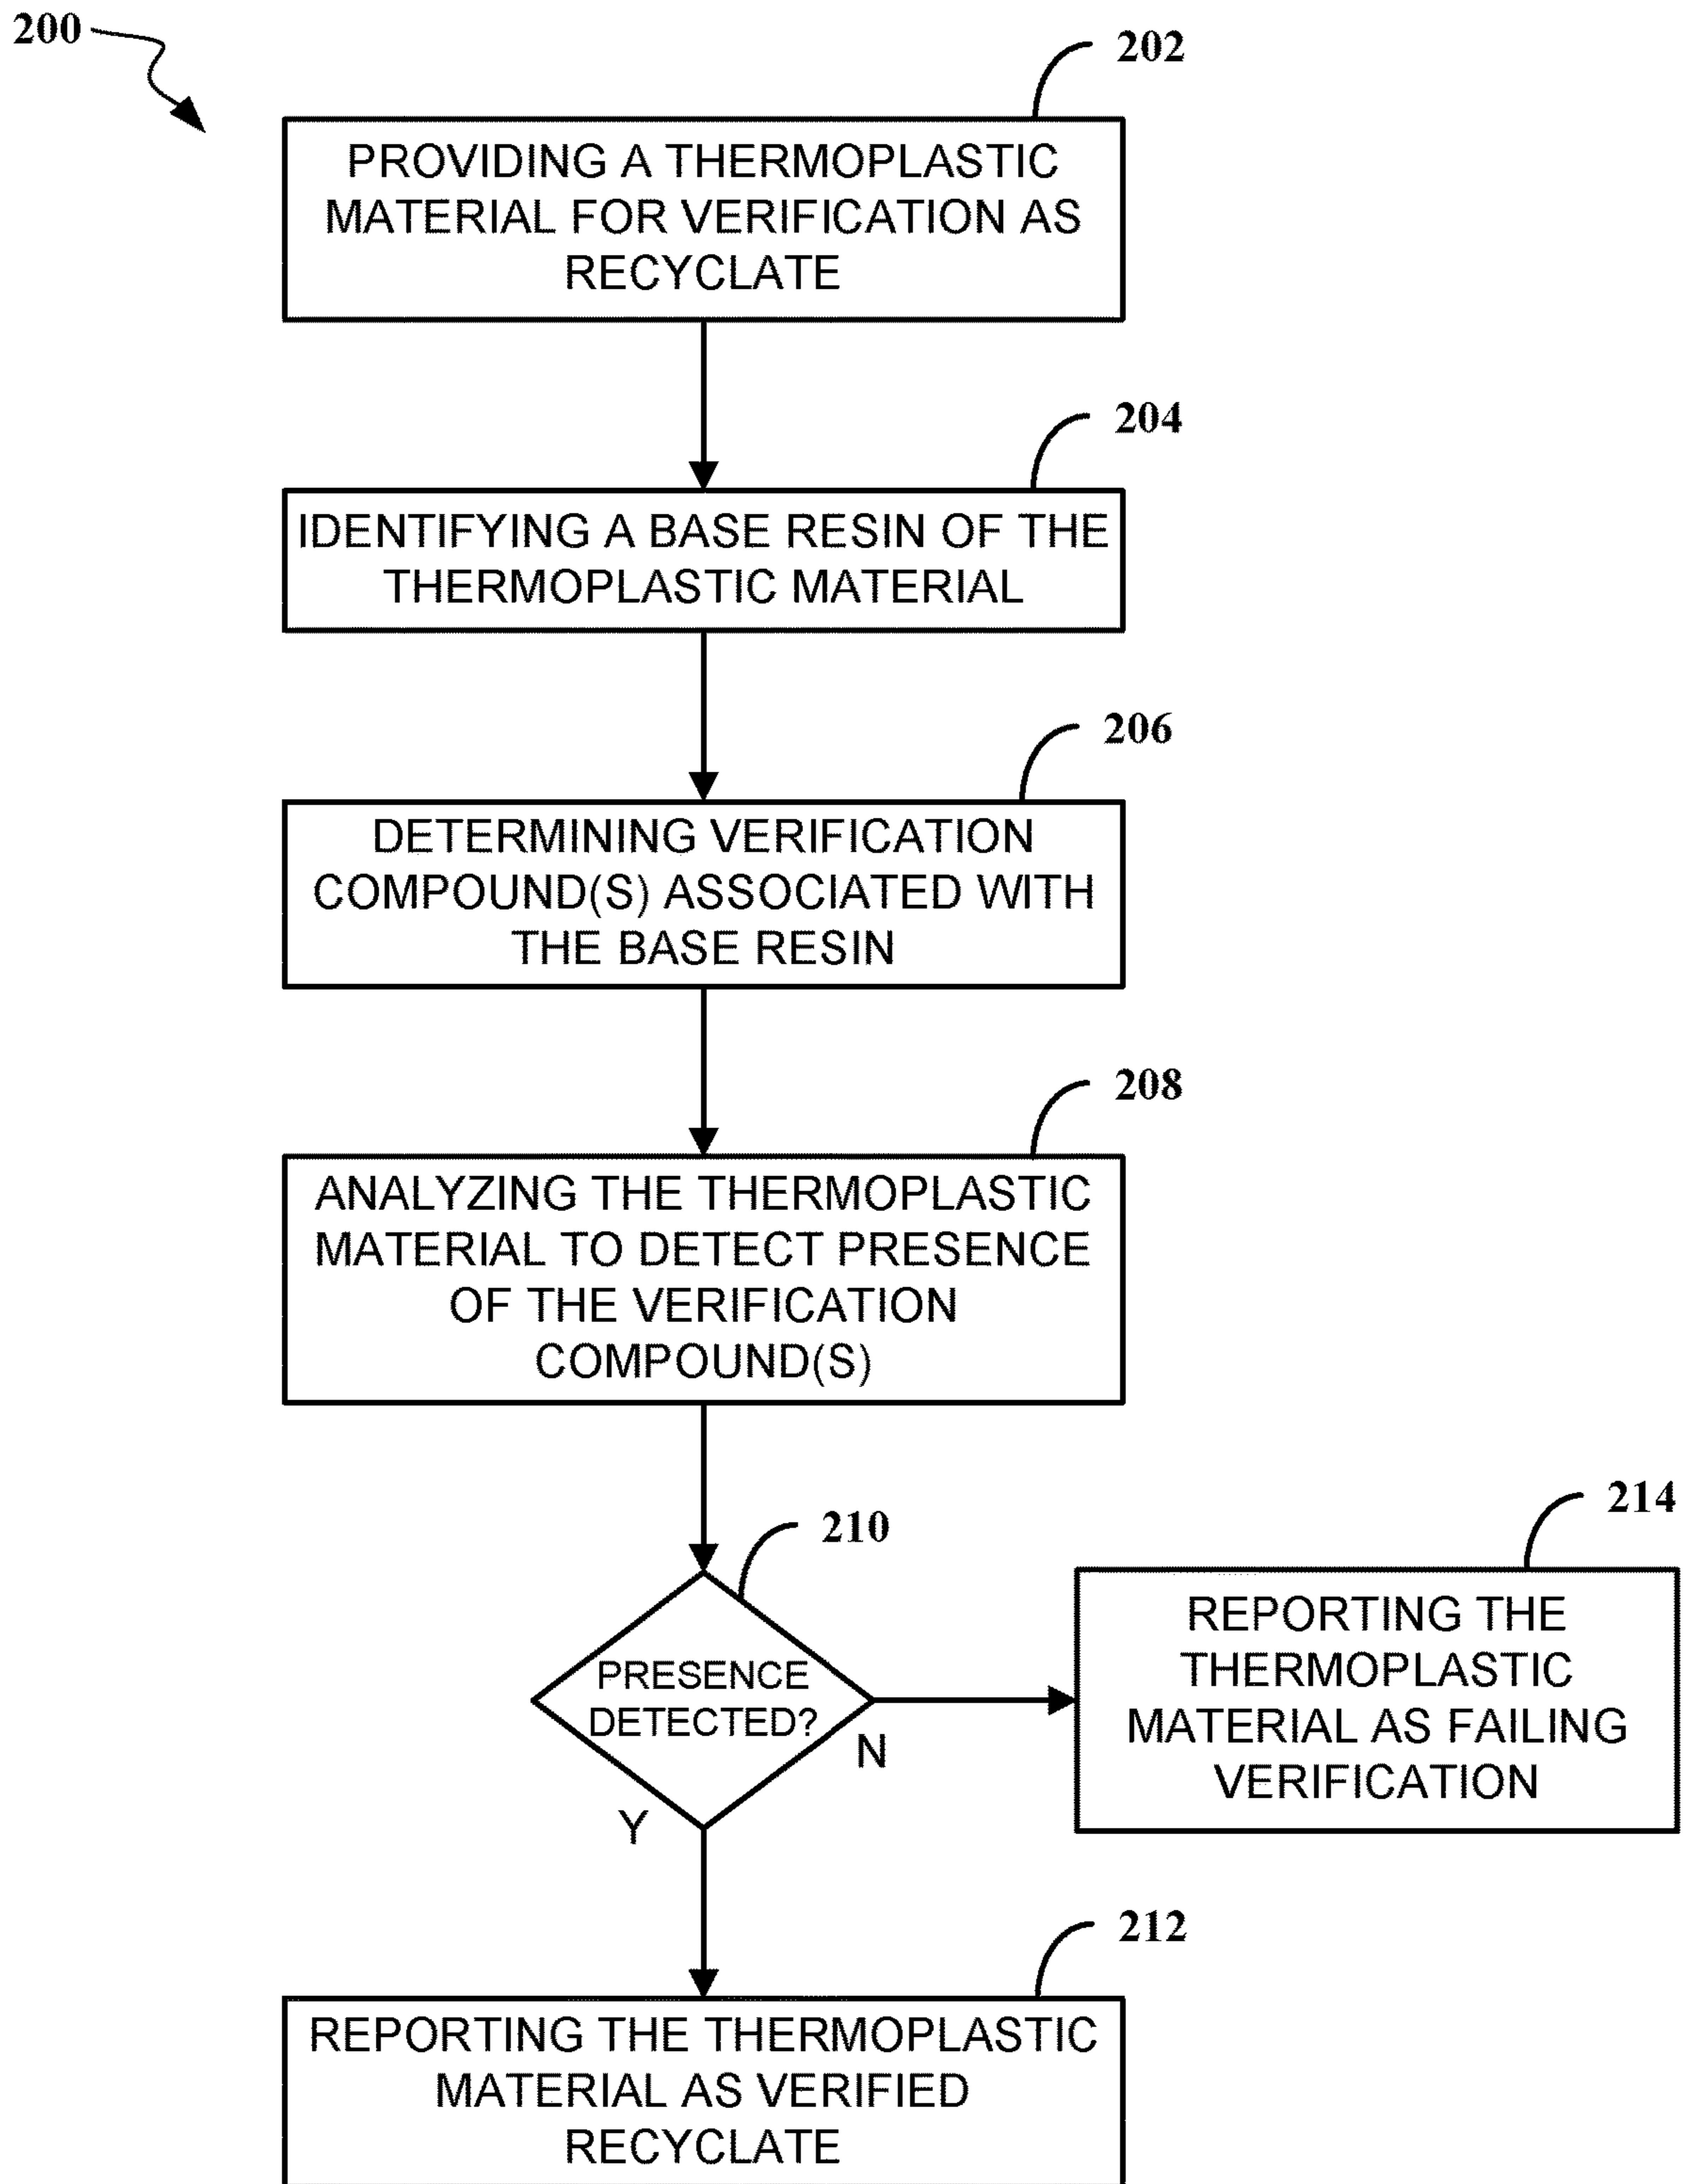 200
202
PROVIDING A THERMOPLASTIC
MATERIAL FOR VERIFICATION AS
RECYCLATE
204
IDENTIFYING A BASE RESIN OF THE
THERMOPLASTIC MATERIAL
206
DETERMINING VERIFICATION
COMPOUND(S) ASSOCIATED WITH
THE BASE RESIN
208
ANALYZING THE THERMOPLASTIC
MATERIAL TO DETECT PRESENCE
OF THE VERIFICATION
COMPOUND(S)
210
PRESENCE
DETECTED?
N
Y
214
REPORTING THE
THERMOPLASTIC
MATERIAL AS FAILING
VERIFICATION
212
REPORTING THE THERMOPLASTIC
MATERIAL AS VERIFIED
RECYCLATE